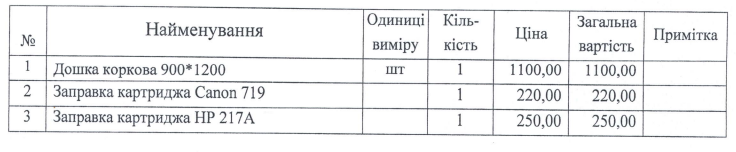 № Найменування Одиниці виміру Кіль-кість Ціна Загальна вартість Примітка
1 Дошка коркова 900*1200 шт 1 1100,00 1100,00
2 Заправка картриджа Canon 719 1 220,00 220,00
3 Заправка картриджа HP 217A 1 250,00 250,00